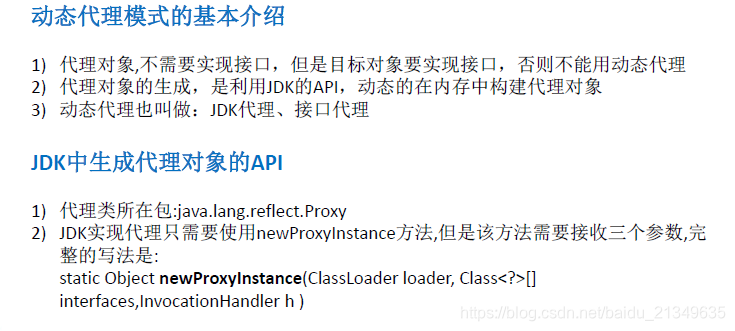 动态代理模式的基本介绍
1) 代理对象,不需要实现接口，但是目标对象要实现接口，否则不能用动态代理
2) 代理对象的生成，是利用JDK的API，动态的在内存中构建代理对象
3) 动态代理也叫做：JDK代理、接口代理
JDK中生成代理对象的API
1) 代理类所在包:java.lang.reflect.Proxy
2) JDK实现代理只需要使用newProxyInstance方法,但是该方法需要接收三个参数,完
整的写法是:
static Object newProxyInstance(ClassLoader loader, Class<?>[]
interfaces,InvocationHandler h )
https://blog.csdn.net/baidu_21349635